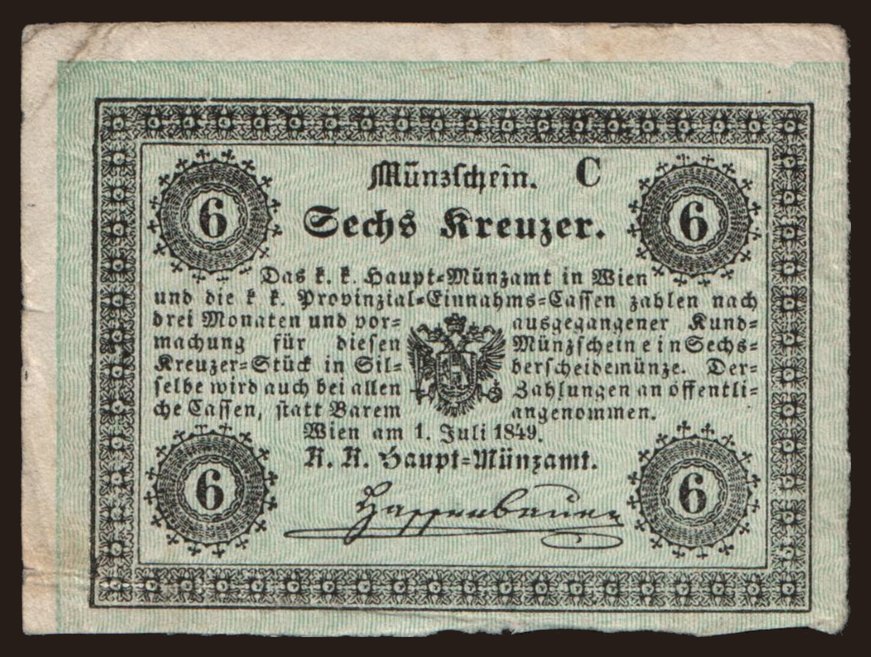 Münzschein. C
6 Sechs Kreuzer. 6
Das k. k. Haupt-Münzamt in Wien
und die k k. Provinzial-Einnahms-Cassen zahlen nach
drei Monaten und vor= ausgegangener Kund=
machung für diesen Münzschein ein Sechs=
Kreuzer=Stück in Sil= berscheidemünze. Der=
selbe wird auch bei allen Zahlungen an öffentli=
che Cassen, statt Barem angenommen.
Wien am 1. Juli 1849.
K. K. Haupt=Münzamt.
6 Hassenbauer 6